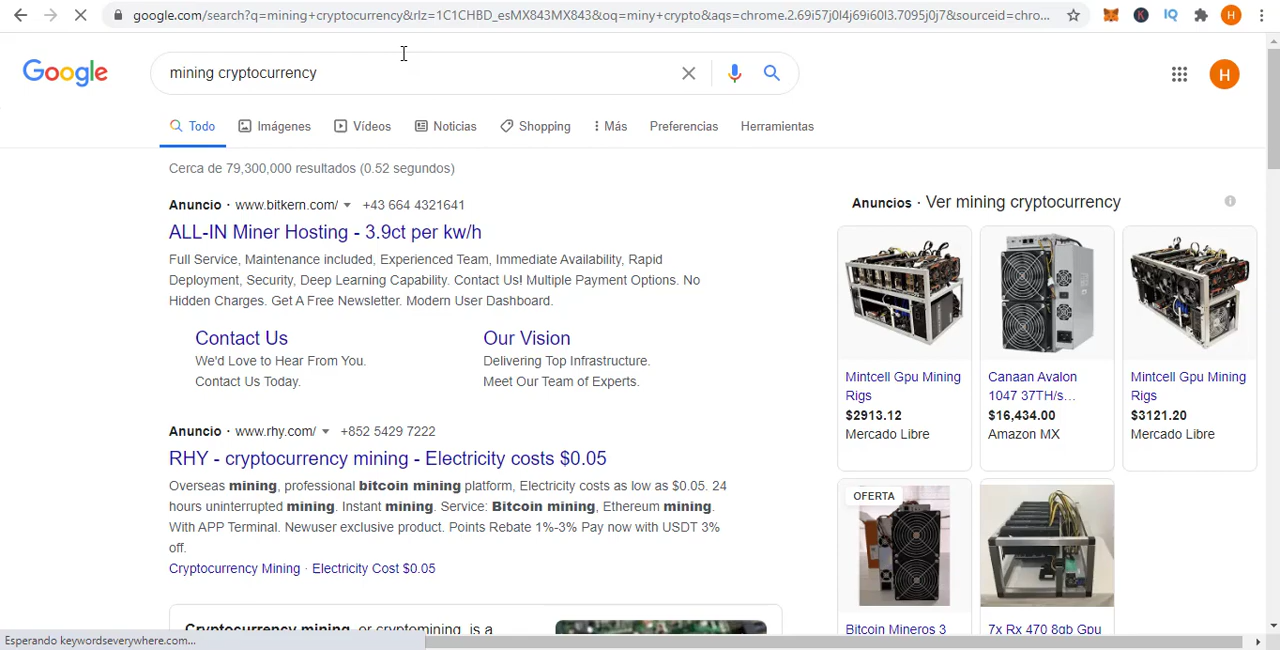 google.com/search?q=mining+cryptocurrency&rlz=1C1CHBD_esMX843MX843&oq=miny+crypto&aqs=chrome.2.69i57j0l4j69i60l3.7095j0j7&sourceid=chro...
K
IQ
H
Google
mining cryptocurrency
H
Todo
Imágenes
Vídeos
Noticias
Shopping
Más
Preferencias
Herramientas
Cerca de 79,300,000 resultados (0.52 segundos)
Anuncio · www.bitkern.com/ +43 664 4321641
ALL-IN Miner Hosting - 3.9ct per kw/h
Full Service, Maintenance included, Experienced Team, Immediate Availability, Rapid
Deployment, Security, Deep Learning Capability. Contact Us! Multiple Payment Options. No
Hidden Charges. Get A Free Newsletter. Modern User Dashboard.
Contact Us
We'd Love to Hear From You.
Contact Us Today.
Our Vision
Delivering Top Infrastructure.
Meet Our Team of Experts.
Anuncio · www.rhy.com/ +852 5429 7222
RHY - cryptocurrency mining - Electricity costs $0.05
Overseas mining, professional bitcoin mining platform, Electricity costs as low as $0.05. 24
hours uninterrupted mining. Instant mining. Service: Bitcoin mining, Ethereum mining.
With APP Terminal. Newuser exclusive product. Points Rebate 1%-3% Pay now with USDT 3%
off.
Cryptocurrency Mining · Electricity Cost $0.05
Cryptocurrency mining, or cryptomining, is a
Anuncios · Ver mining cryptocurrency
Mintcell Gpu Mining
Rigs
$2913.12
Mercado Libre
Canaan Avalon
1047 37TH/s...
$16,434.00
Amazon MX
Mintcell Gpu Mining
Rigs
$3121.20
Mercado Libre
OFERTA
Bitcoin Mineros 3
7x Rx 470 8gb Gpu
Esperando keywordseverywhere.com...